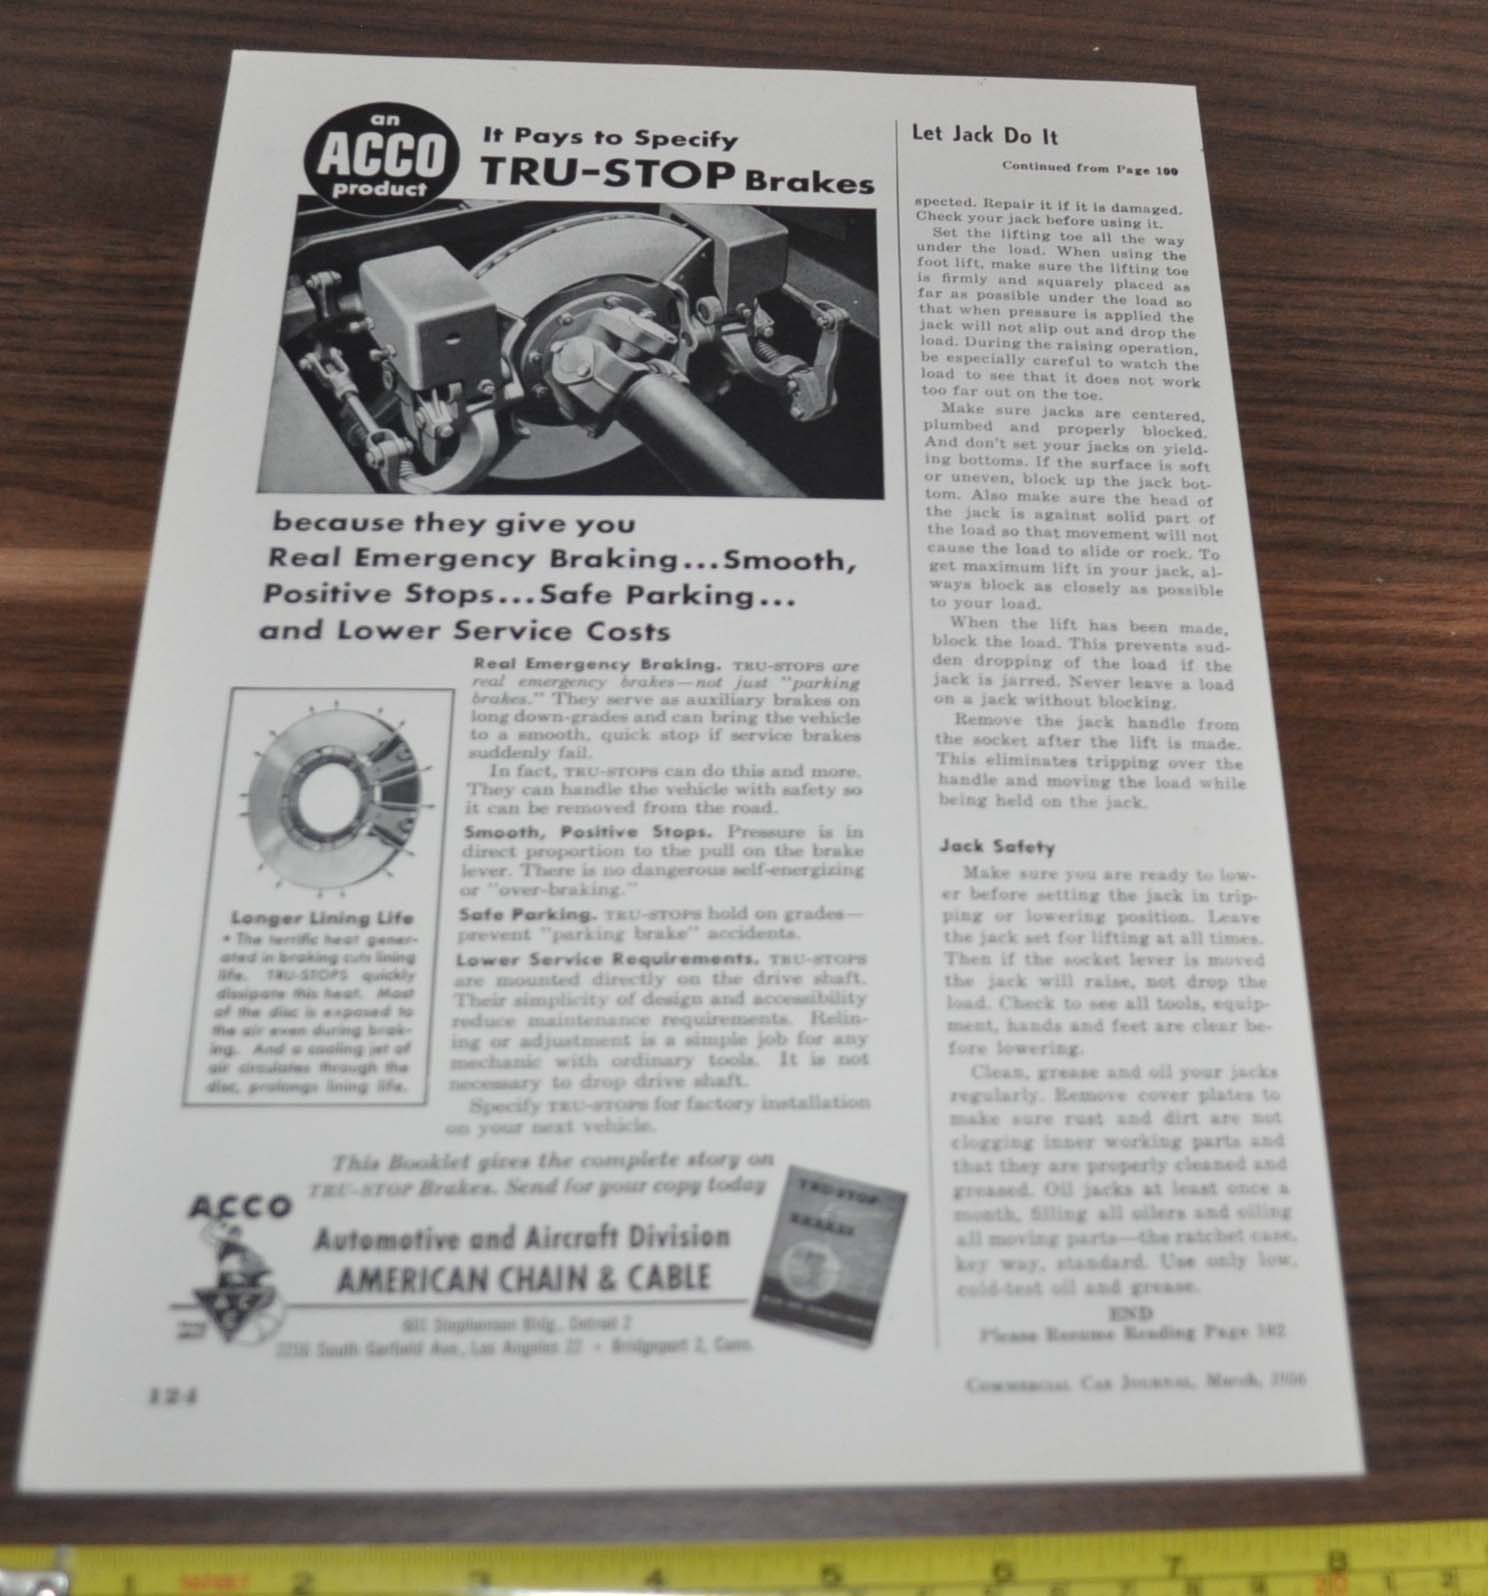 an
ACCO
product
It Pays to Specify
TRU-STOP Brakes
because they give you
Real Emergency Braking...Smooth,
Positive Stops...Safe Parking...
and Lower Service Costs
Real Emergency Braking. TRU-STOPS are
real emergency brakes—not just "parking
brakes." They serve as auxiliary brakes on
long down-grades and can bring the vehicle
to a smooth, quick stop if service brakes
suddenly fail.
In fact, TRU-STOPS can do this and more.
They can handle the vehicle with safety so
it can be removed from the road.
Smooth, Positive Stops. Pressure is in
direct proportion to the pull on the brake
lever. There is no dangerous self-energizing
or "over-braking."
Safe Parking. TRU-STOPS hold on grades—
prevent "parking brake" accidents.
Lower Service Requirements. TRU-STOPS
are mounted directly on the drive shaft.
Their simplicity of design and accessibility
reduce maintenance requirements. Relin-
ing or adjustment is a simple job for any
mechanic with ordinary tools. It is not
necessary to drop drive shaft.
Specify TRU-STOPS for factory installation
on your next vehicle.
Longer Lining Life
• The terrific heat gener-
ated in braking cuts lining
life. TRU-STOPS quickly
dissipate this heat. Most
of the disc is exposed to
the air even during brak-
ing. And a cooling jet of
air circulates through the
disc, prolongs lining life.
This Booklet gives the complete story on
TRU-STOP Brakes. Send for your copy today
TRU-STOP
BRAKES
ACCO
Automotive and Aircraft Division
AMERICAN CHAIN & CABLE
601 Stephenson Bldg., Detroit 2
South Garfield Ave., Los Angeles 22 • Bridgeport 2, Conn.
124
Let Jack Do It
Continued from Page 100
spected. Repair it if it is damaged.
Check your jack before using it.
Set the lifting toe all the way
under the load. When using the
foot lift, make sure the lifting toe
is firmly and squarely placed as
far as possible under the load so
that when pressure is applied the
jack will not slip out and drop the
load. During the raising operation,
be especially careful to watch the
load to see that it does not work
too far out on the toe.
Make sure jacks are centered,
plumbed and properly blocked.
And don't set your jacks on yield-
ing bottoms. If the surface is soft
or uneven, block up the jack bot-
tom. Also make sure the head of
the jack is against solid part of
the load so that movement will not
cause the load to slide or rock. To
get maximum lift in your jack, al-
ways block as closely as possible
to your load.
When the lift has been made,
block the load. This prevents sud-
den dropping of the load if the
jack is jarred. Never leave a load
on a jack without blocking.
Remove the jack handle from
the socket after the lift is made.
This eliminates tripping over the
handle and moving the load while
being held on the jack.
Jack Safety
Make sure you are ready to low-
er before setting the jack in trip-
ping or lowering position. Leave
the jack set for lifting at all times.
Then if the socket lever is moved
the jack will raise, not drop the
load. Check to see all tools, equip-
ment, hands and feet are clear be-
fore lowering.
Clean, grease and oil your jacks
regularly. Remove cover plates to
make sure rust and dirt are not
clogging inner working parts and
that they are properly cleaned and
greased. Oil jacks at least once a
month, filling all oilers and oiling
all moving parts—the ratchet case,
key way, standard. Use only low,
cold-test oil and grease.
END
Please Resume Reading Page 102
COMMERCIAL CAR JOURNAL, March, 1956
1 2 3 4 5 6 7 8